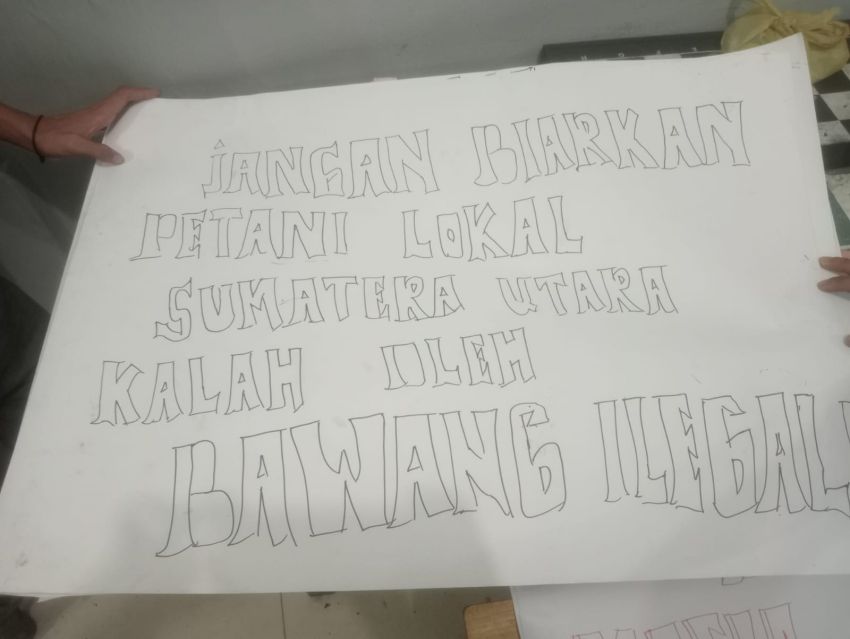 JANGAN BIARKAN
PETANI LOKAL
SUMATERA UTARA
KALAH OLEH
BAWANG ILEGAL